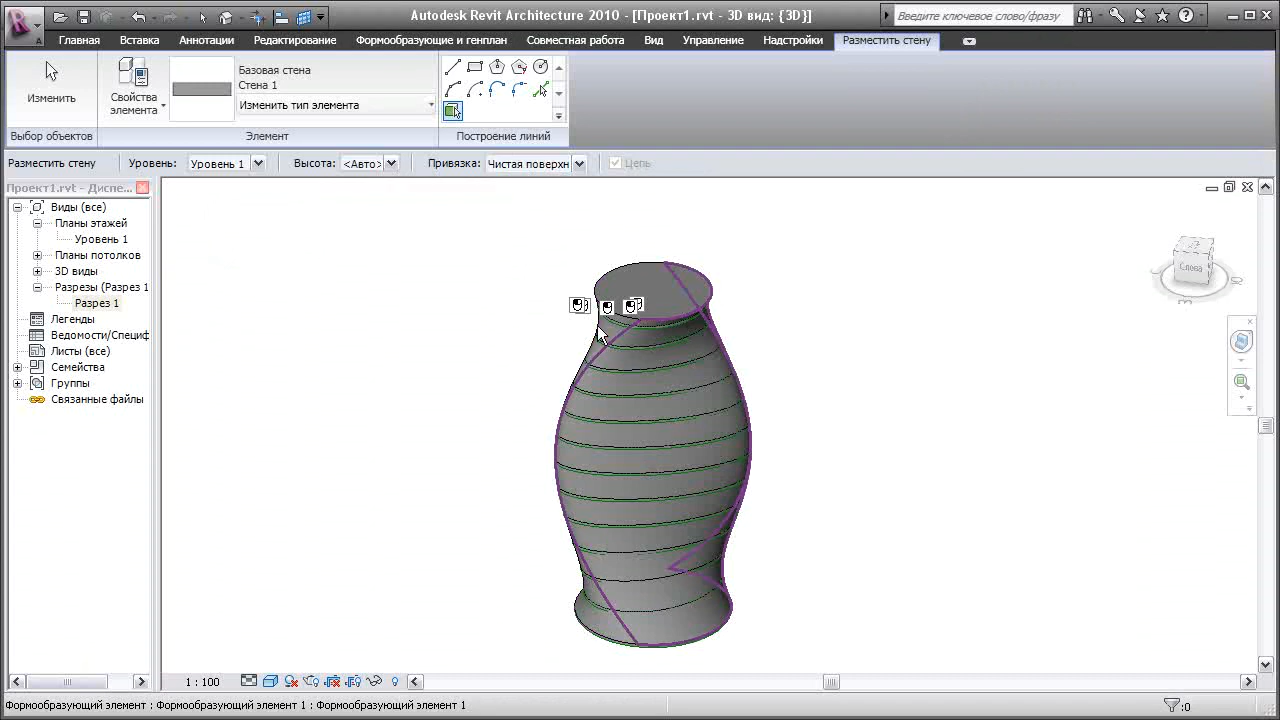 Autodesk Revit Architecture 2010 - [Проект1.rvt - 3D вид: {3D}]
Введите ключевое слово/фразу
Главная Вставка Аннотации Редактирование Формообразующие и генплан Совместная работа Вид Управление Надстройки Разместить стену
Изменить
Свойства элемента
Базовая стена
Стена 1
Изменить тип элемента
Выбор объектов Элемент Построение линий
Разместить стену Уровень: Уровень 1 Высота: <Авто> Привязка: Чистая поверхн Цепь
Проект1.rvt - Диспе...
Виды (все)
Планы этажей
Уровень 1
Планы потолков
3D виды
Разрезы (Разрез 1
Разрез 1
Легенды
Ведомости/Специф
Листы (все)
Семейства
Группы
Связанные файлы
Слева
1 : 100
Формообразующий элемент : Формообразующий элемент 1 : Формообразующий элемент 1
:0